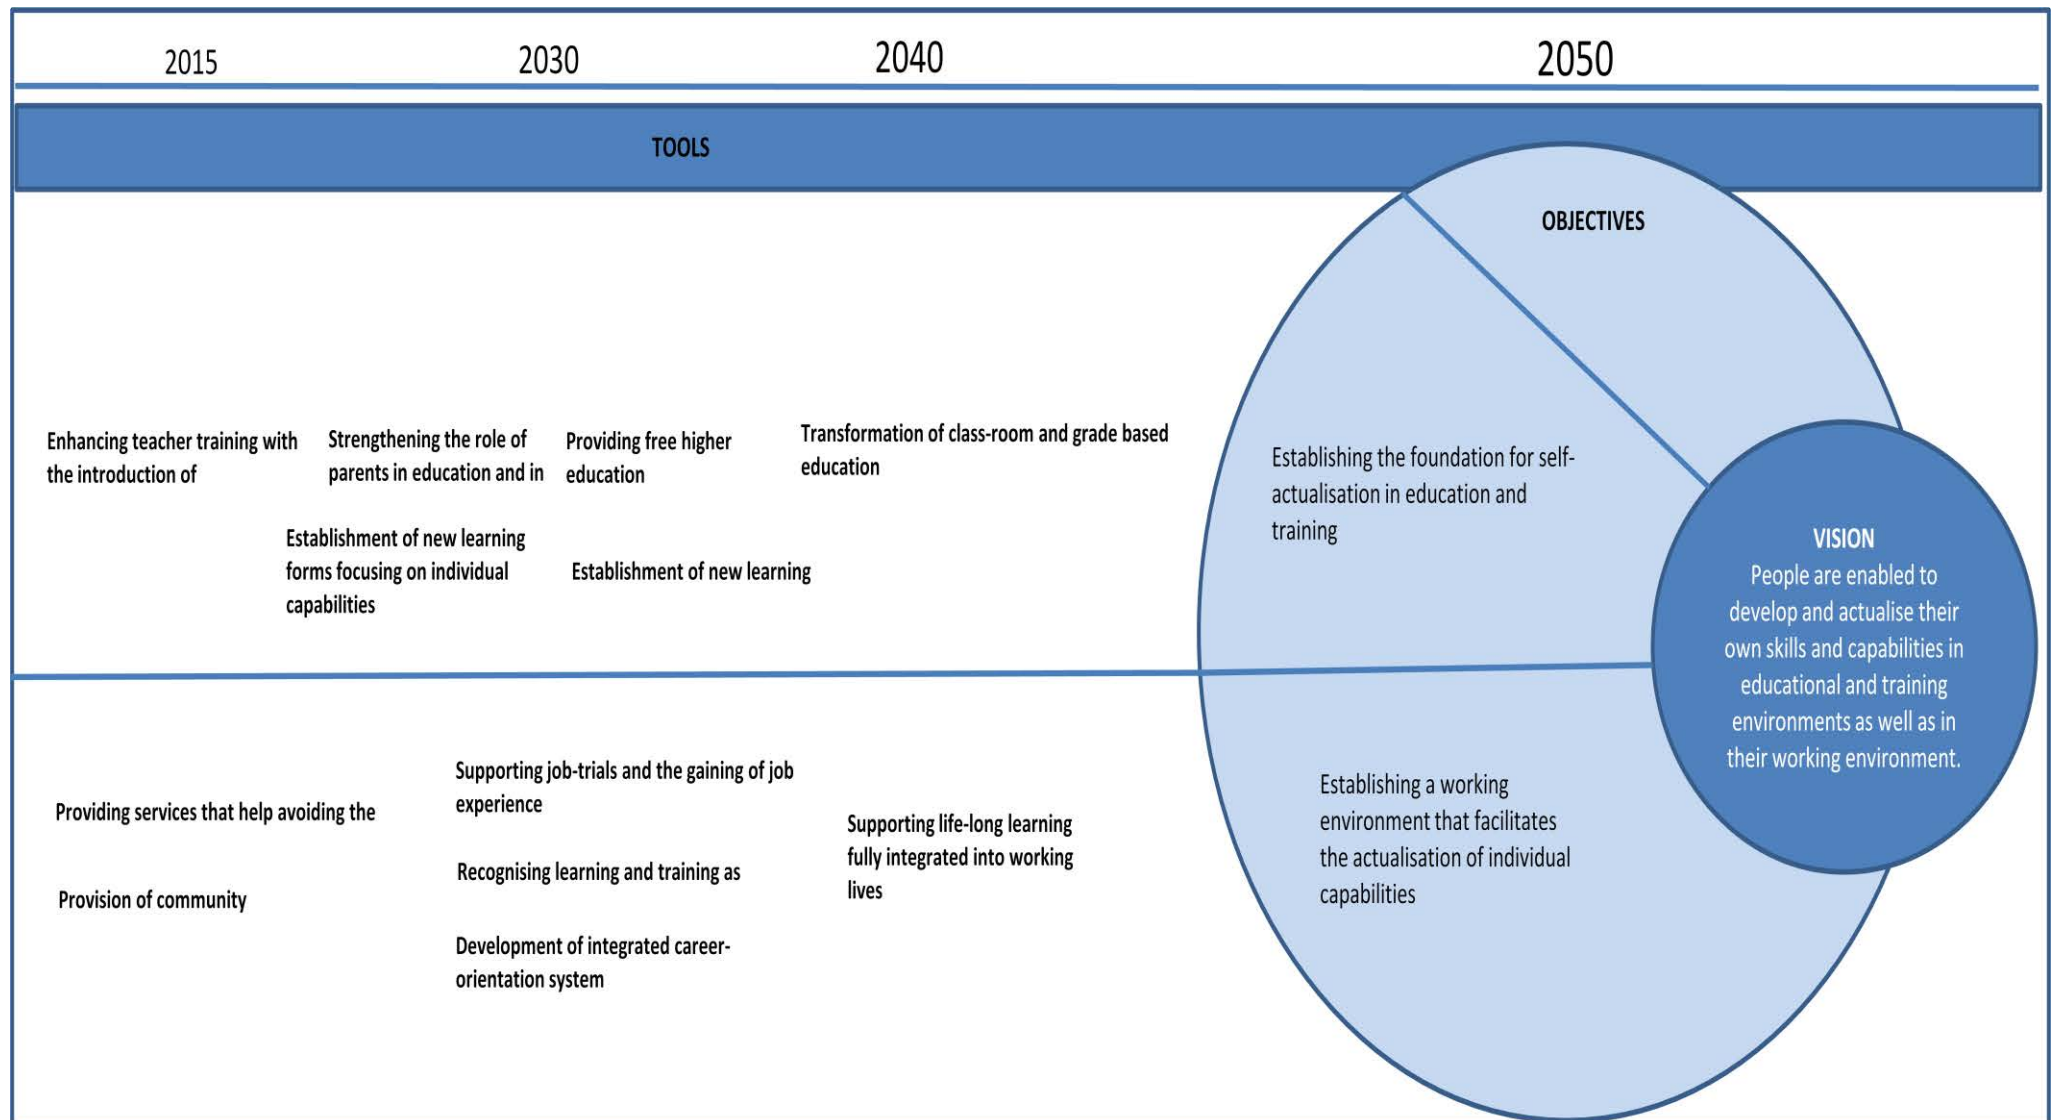 2015
2030
2040
2050
TOOLS
OBJECTIVES
Enhancing teacher training with
the introduction of
Strengthening the role of
parents in education and in
Providing free higher
education
Transformation of class-room and grade based
education
Establishment of new learning
forms focusing on individual
capabilities
Establishment of new learning
Establishing the foundation for self-
actualisation in education and
training
VISION
People are enabled to
develop and actualise their
own skills and capabilities in
educational and training
environments as well as in
their working environment.
Providing services that help avoiding the
Provision of community
Supporting job-trials and the gaining of job
experience
Recognising learning and training as
Development of integrated career-
orientation system
Supporting life-long learning
fully integrated into working
lives
Establishing a working
environment that facilitates
the actualisation of individual
capabilities